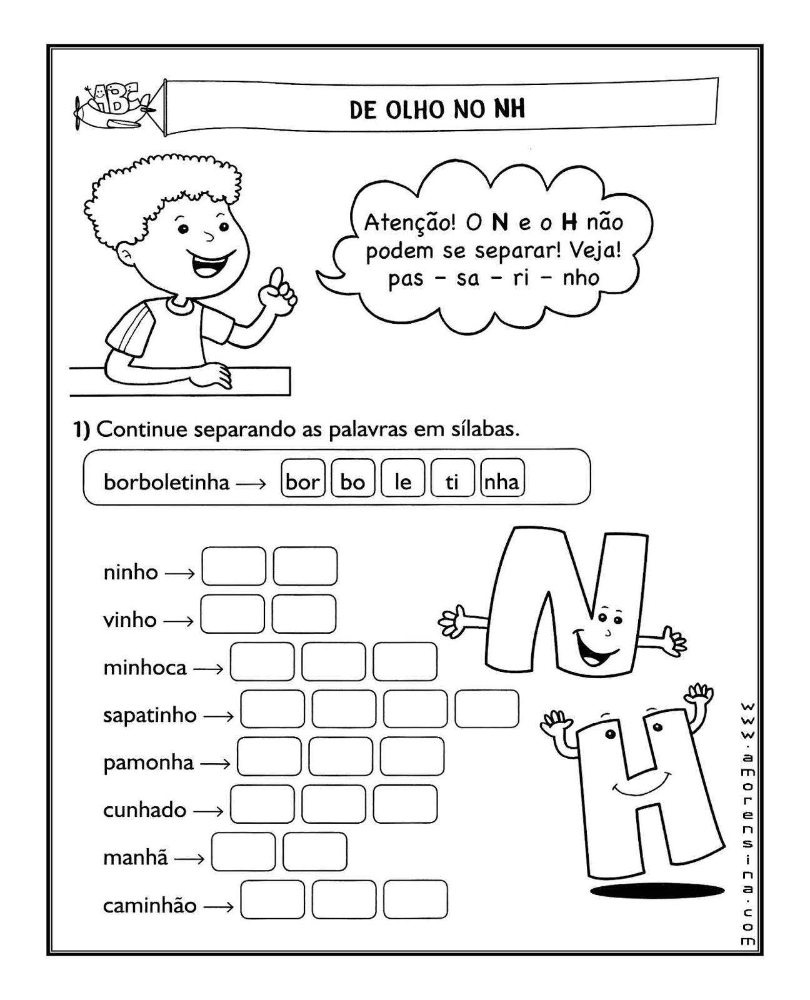 ABC
DE OLHO NO NH
Atenção! O N e o H não
podem se separar! Veja!
pas - sa - ri - nho
1) Continue separando as palavras em sílabas.
borboletinha → bor bo le ti nha
ninho →
vinho →
minhoca →
sapatinho →
pamonha →
cunhado →
manhã →
caminhão →
N
H
www.amorensina.com